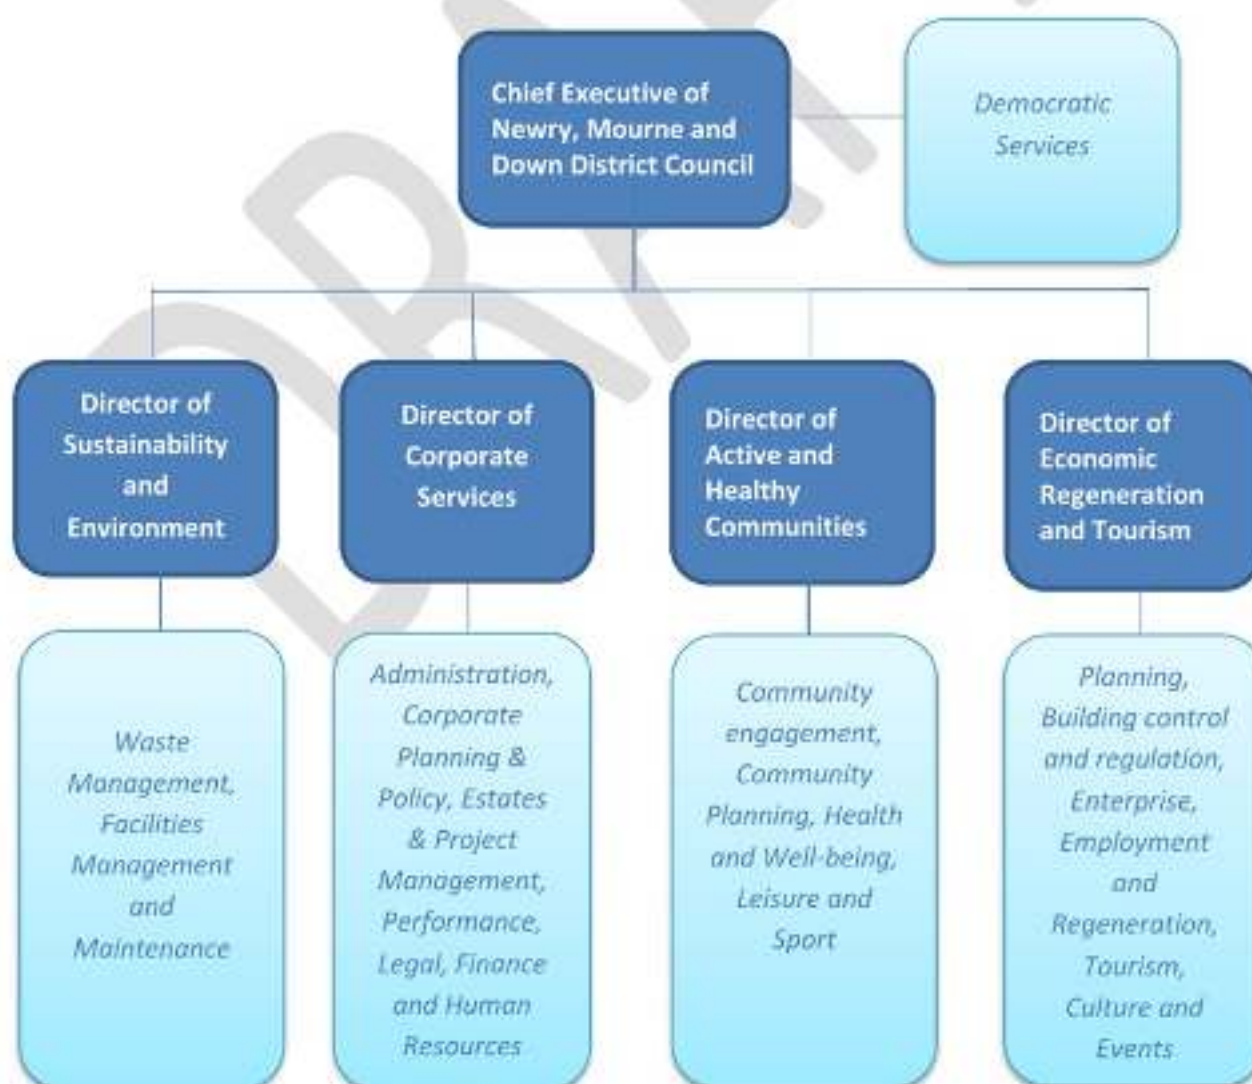 Chief Executive of
Newry, Mourne and
Down District Council
Democratic
Services
Director of
Sustainability
and
Environment
Director of
Corporate
Services
Director of
Active and
Healthy
Communities
Director of
Economic
Regeneration
and Tourism
Waste
Management,
Facilities
Management
and
Maintenance
Administration,
Corporate
Planning &
Policy, Estates
& Project
Management,
Performance,
Legal, Finance
and Human
Resources
Community
engagement,
Community
Planning, Health
and Well-being,
Leisure and
Sport
Planning,
Building control
and regulation,
Enterprise,
Employment
and
Regeneration,
Tourism,
Culture and
Events